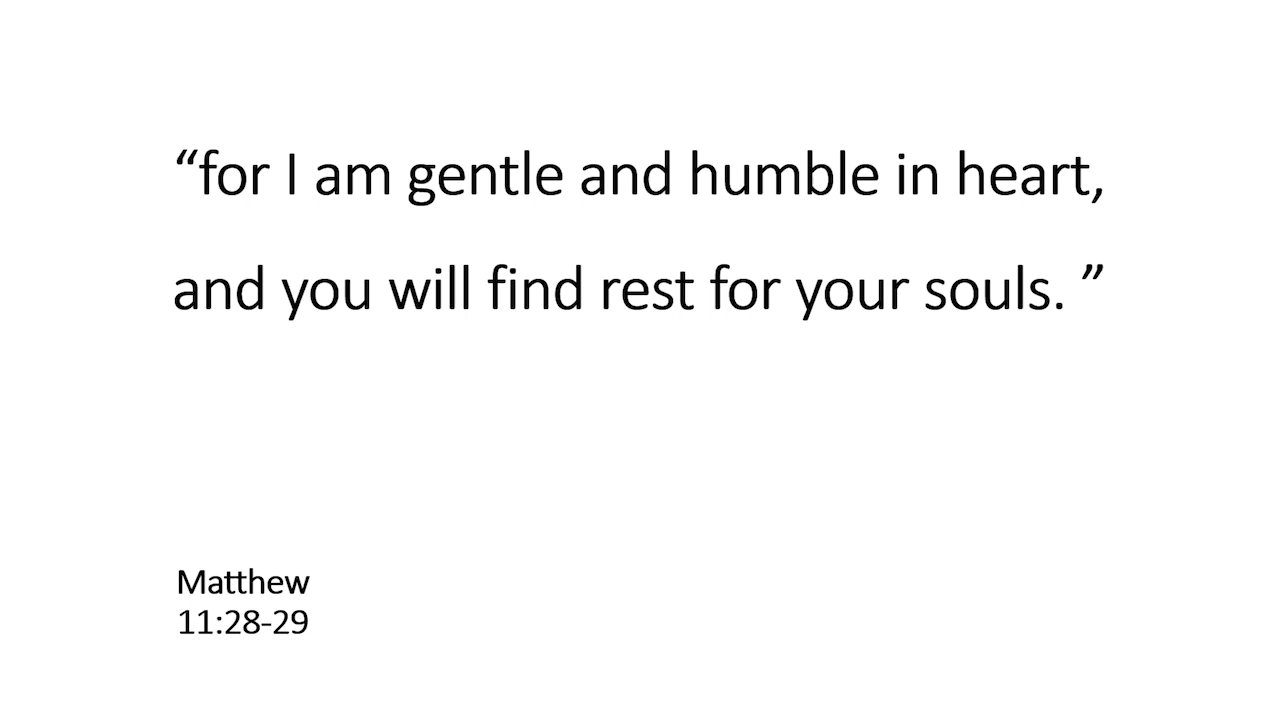 “for I am gentle and humble in heart,
and you will find rest for your souls. ”
Matthew
11:28-29